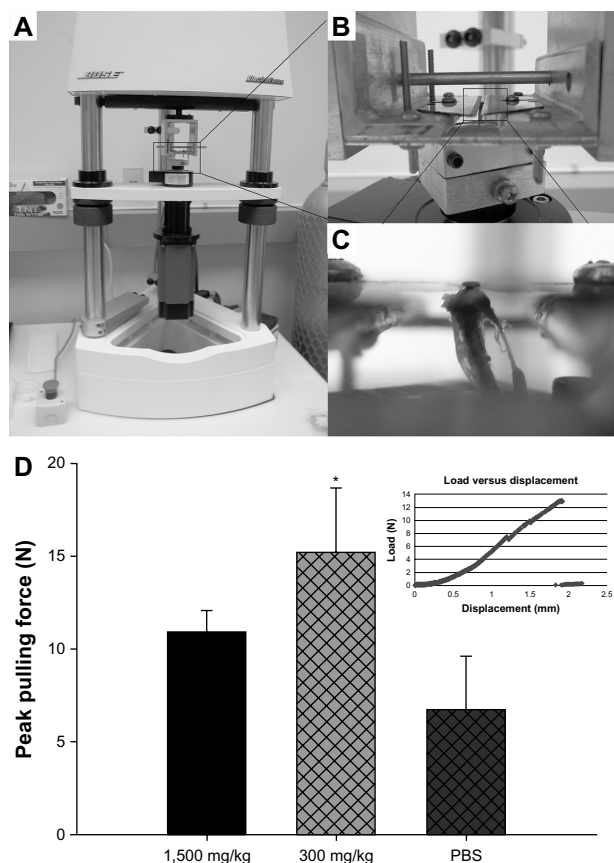 A
BOSE
ElectroForce
B
C
D
Peak pulling force (N)
20
15
10
5
0
*
1,500 mg/kg
300 mg/kg
PBS
Load versus displacement
Load (N)
14
12
10
8
6
4
2
0
0
0.5
1
1.5
2
2.5
Displacement (mm)